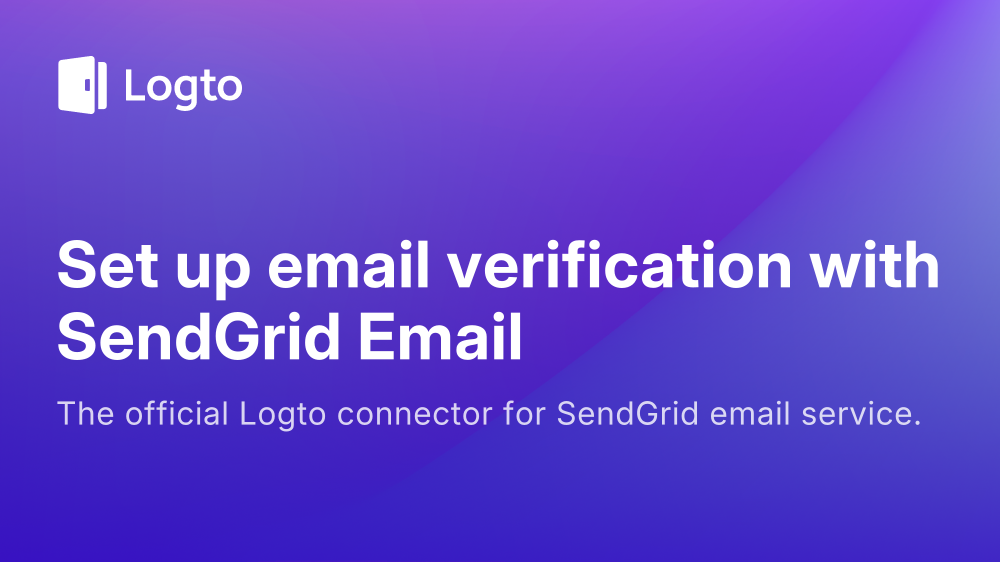 Logto
Set up email verification with
SendGrid Email
The official Logto connector for SendGrid email service.